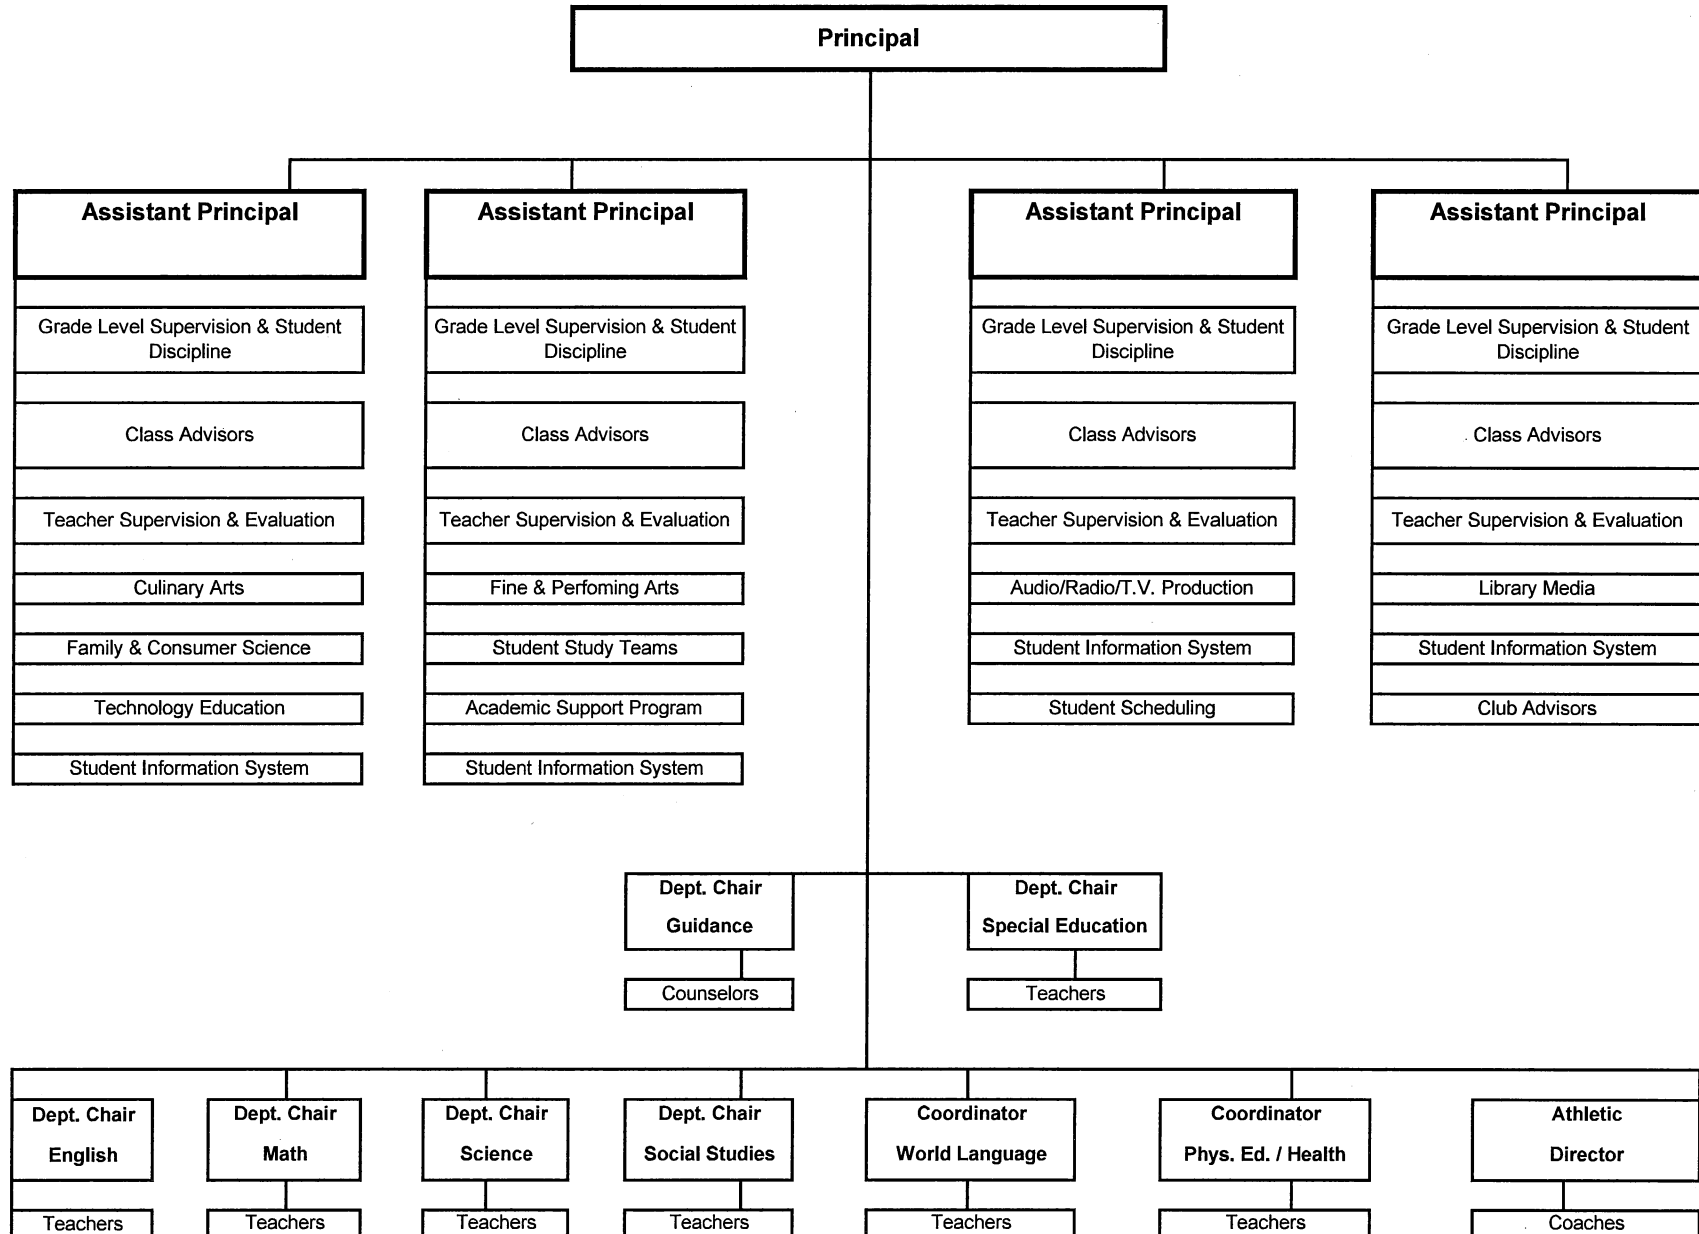 Principal
Assistant Principal
Assistant Principal
Assistant Principal
Assistant Principal
Grade Level Supervision & Student
Discipline
Grade Level Supervision & Student
Discipline
Grade Level Supervision & Student
Discipline
Grade Level Supervision & Student
Discipline
Class Advisors
Class Advisors
Class Advisors
Class Advisors
Teacher Supervision & Evaluation
Teacher Supervision & Evaluation
Teacher Supervision & Evaluation
Teacher Supervision & Evaluation
Culinary Arts
Fine & Perfoming Arts
Audio/Radio/T.V. Production
Library Media
Family & Consumer Science
Student Study Teams
Student Information System
Student Information System
Technology Education
Academic Support Program
Student Scheduling
Club Advisors
Student Information System
Student Information System
Dept. Chair
Guidance
Dept. Chair
Special Education
Counselors
Teachers
Dept. Chair
English
Dept. Chair
Math
Dept. Chair
Science
Dept. Chair
Social Studies
Coordinator
World Language
Coordinator
Phys. Ed. / Health
Athletic
Director
Teachers
Teachers
Teachers
Teachers
Teachers
Teachers
Coaches